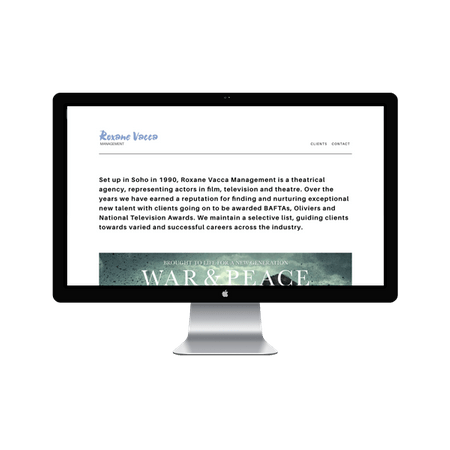 Roxane Vacca
MANAGEMENT
CLIENTS CONTACT
Set up in Soho in 1990, Roxane Vacca Management is a theatrical
agency, representing actors in film, television and theatre. Over the
years we have earned a reputation for finding and nurturing exceptional
new talent with clients going on to be awarded BAFTAs, Oliviers and
National Television Awards. We maintain a selective list, guiding clients
towards varied and successful careers across the industry.
BROUGHT TO LIFE FOR A NEW GENERATION
WAR & PEACE